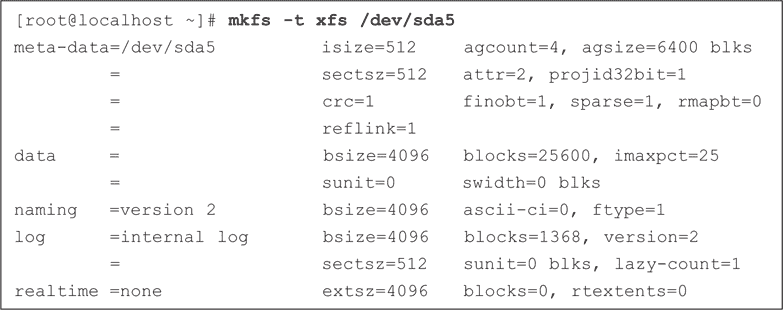 [root@localhost ~]# mkfs -t xfs /dev/sda5
meta-data=/dev/sda5 isize=512 agcount=4, agsize=6400 blks
= sectsz=512 attr=2, projid32bit=1
= crc=1 finobt=1, sparse=1, rmapbt=0
= reflink=1
data = bsize=4096 blocks=25600, imaxpct=25
= sunit=0 swidth=0 blks
naming =version 2 bsize=4096 ascii-ci=0, ftype=1
log =internal log bsize=4096 blocks=1368, version=2
= sectsz=512 sunit=0 blks, lazy-count=1
realtime =none extsz=4096 blocks=0, rtextents=0